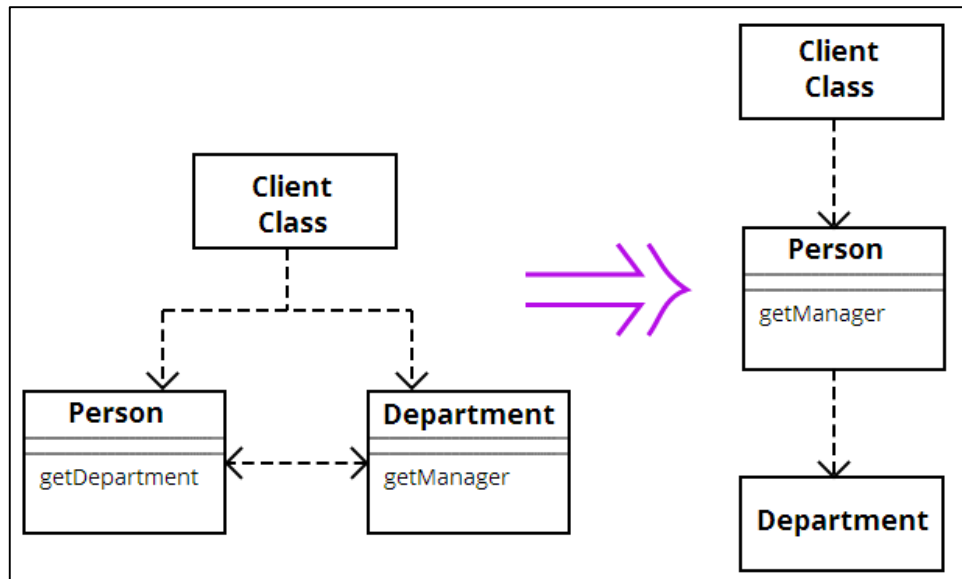 Client
Class
Person
getDepartment
Department
getManager
Client
Class
Person
getManager
Department